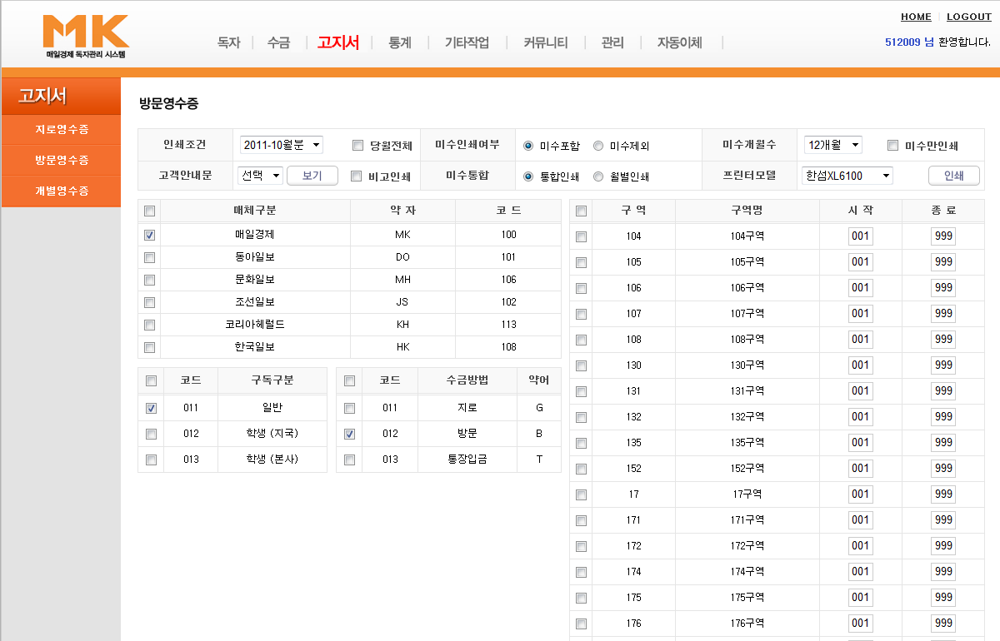 HOME LOGOUT
MK
매일경제 독자관리 시스템
독자 수금 고지서 통계 기타작업 커뮤니티 관리 자동이체
512009 님 환영합니다.
고지서
지로영수증
방문영수증
개별영수증
방문영수증
인쇄조건 2011-10월분 당월전체 미수인쇄여부 미수포함 미수제외 미수개월수 12개월 미수만인쇄
고객안내문 선택 보기 비고인쇄 미수통합 통합인쇄 월별인쇄 프린터모델 한섬XL6100 인쇄
매체구분 약 자 코 드
매일경제 MK 100
동아일보 DO 101
문화일보 MH 106
조선일보 JS 102
코리아헤럴드 KH 113
한국일보 HK 108
코드 구독구분
011 일반
012 학생 (지국)
013 학생 (본사)
코드 수금방법 약어
011 지로 G
012 방문 B
013 통장입금 T
구 역 구역명 시 작 종 료
104 104구역 001 999
105 105구역 001 999
106 106구역 001 999
107 107구역 001 999
108 108구역 001 999
130 130구역 001 999
131 131구역 001 999
132 132구역 001 999
135 135구역 001 999
152 152구역 001 999
17 17구역 001 999
171 171구역 001 999
172 172구역 001 999
174 174구역 001 999
175 175구역 001 999
176 176구역 001 999